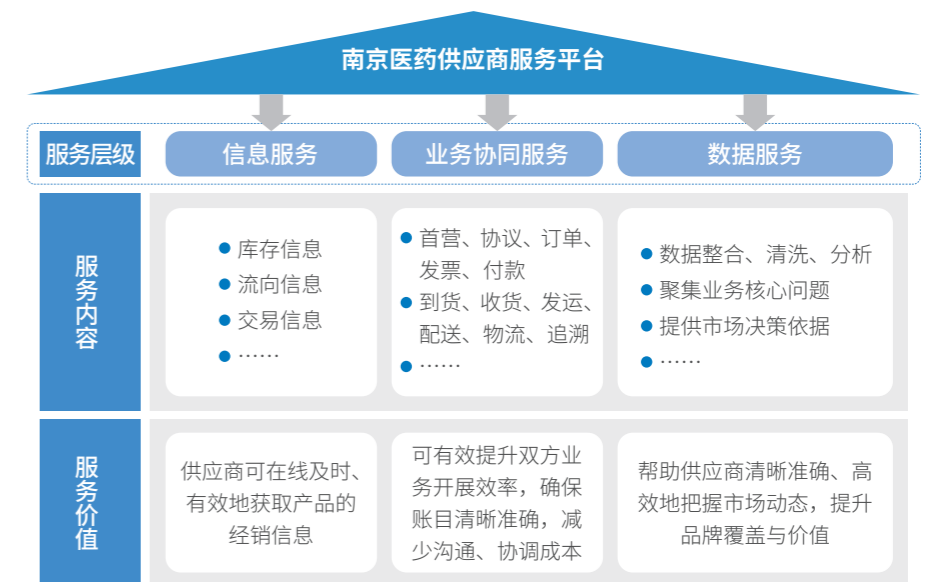 南京医药供应商服务平台
服务层级
信息服务
业务协同服务
数据服务
服务内容
● 库存信息
● 流向信息
● 交易信息
● ……
● 首营、协议、订单、
发票、付款
● 到货、收货、发运、
配送、物流、追溯
● ……
● 数据整合、清洗、分析
● 聚集业务核心问题
● 提供市场决策依据
● ……
服务价值
供应商可在线及时、
有效地获取产品的
经销信息
可有效提升双方业
务开展效率，确保
账目清晰准确，减
少沟通、协调成本
帮助供应商清晰准确、高
效地把握市场动态，提升
品牌覆盖与价值